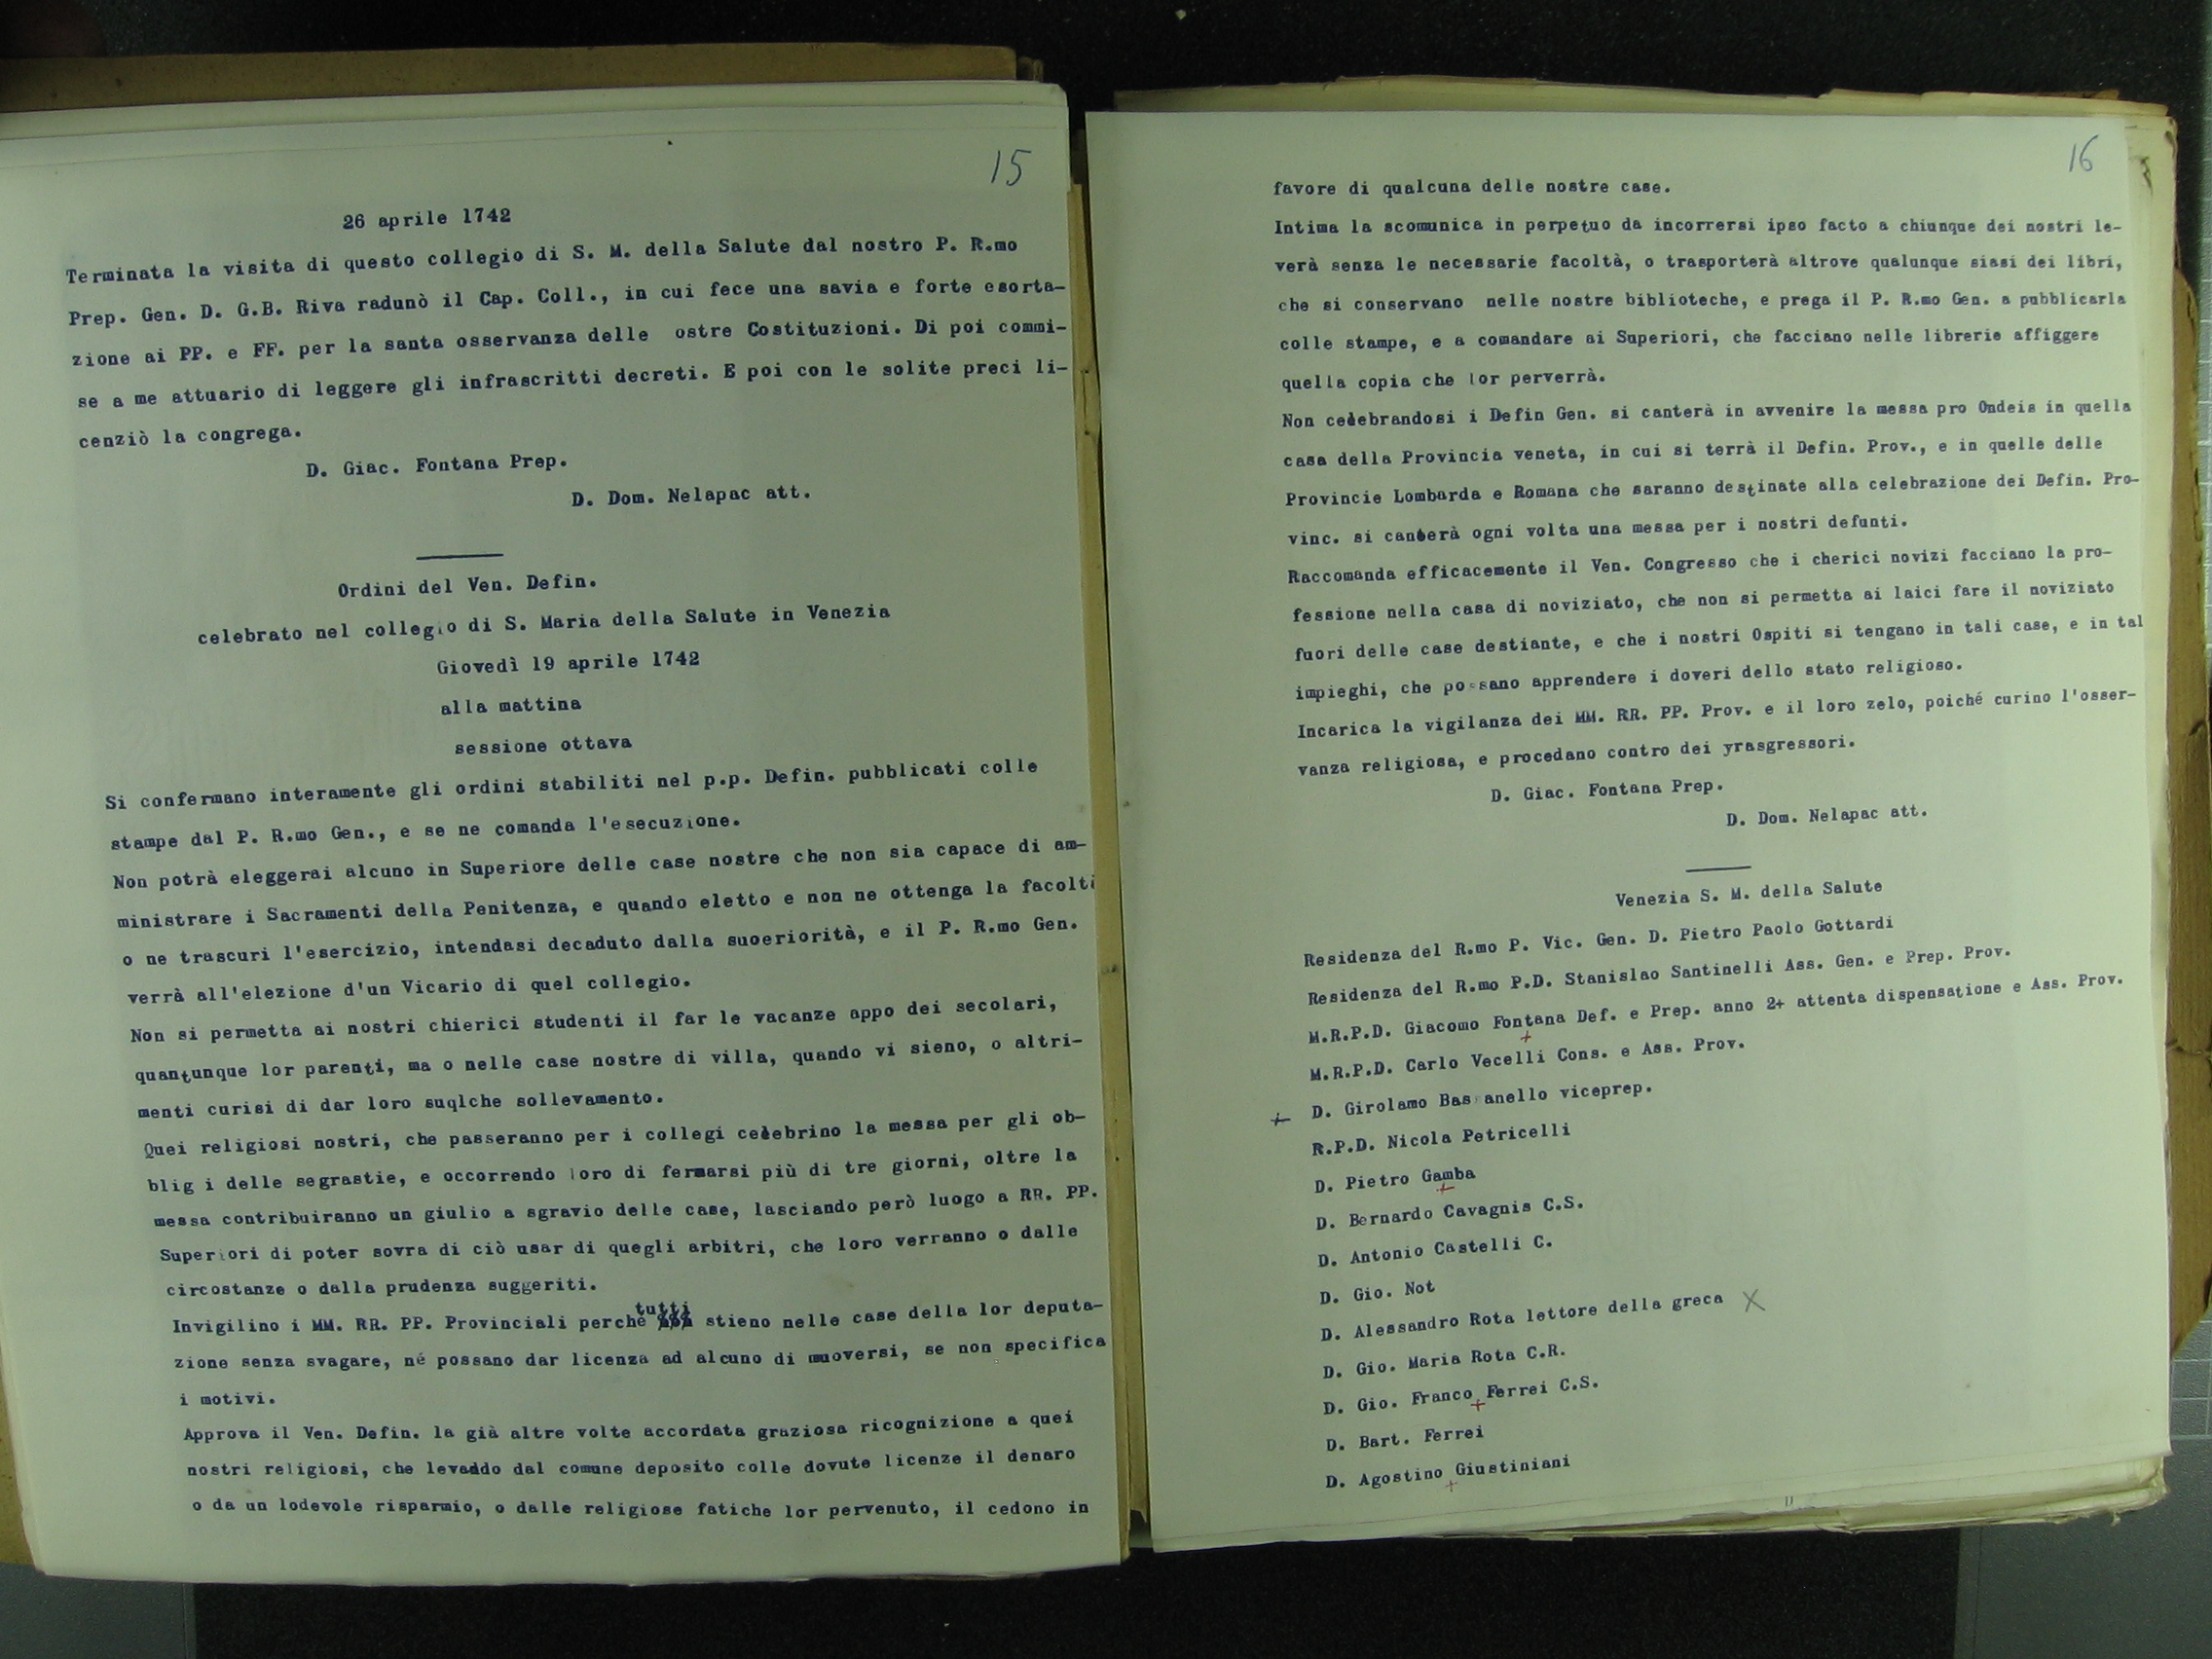 15
26 aprile 1742
Terminata la visita di questo collegio di S. M. della Salute dal nostro P. R.mo
Prep. Gen. D. G.B. Riva radunò il Cap. Coll., in cui fece una savia e forte esorta-
zione ai PP. e FF. per la santa osservanza delle  ostre Costituzioni. Di poi commi-
se a me attuario di leggere gli infrascritti decreti. E poi con le solite preci li-
cenziò la congrega.
D. Giac. Fontana Prep.
D. Dom. Nelapac att.
Ordini del Ven. Defin.
celebrato nel collegio di S. Maria della Salute in Venezia
Giovedì 19 aprile 1742
alla mattina
sessione ottava
Si confermano interamente gli ordini stabiliti nel p.p. Defin. pubblicati colle
stampe dal P. R.mo Gen., e se ne comanda l'esecuzione.
Non potrà eleggerai alcuno in Superiore delle case nostre che non sia capace di am-
ministrare i Sacramenti della Penitenza, e quando eletto e non ne ottenga la facoltà
o ne trascuri l'esercizio, intendasi decaduto dalla suoeriorità, e il P. R.mo Gen.
verrà all'elezione d'un Vicario di quel collegio.
Non si permetta ai nostri chierici studenti il far le vacanze appo dei secolari,
quantunque lor parenti, ma o nelle case nostre di villa, quando vi sieno, o altri-
menti curisi di dar loro suqlche sollevamento.
Quei religiosi nostri, che passeranno per i collegi celebrino la messa per gli ob-
blig i delle segrastie, e occorrendo loro di fermarsi più di tre giorni, oltre la
messa contribuiranno un giulio a sgravio delle case, lasciando però luogo a RR. PP.
Superiori di poter sovra di ciò usar di quegli arbitri, che loro verranno o dalle
circostanze o dalla prudenza suggeriti.
Invigilino i MM. RR. PP. Provinciali perché tutti stieno nelle case della lor deputa-
zione senza svagare, né possano dar licenza ad alcuno di muoversi, se non specifica
i motivi.
Approva il Ven. Defin. la già altre volte accordata graziosa ricognizione a quei
nostri religiosi, che levaddo dal comune deposito colle dovute licenze il denaro
o da un lodevole risparmio, o dalle religiose fatiche lor pervenuto, il cedono in
16
favore di qualcuna delle nostre case.
Intima la scomunica in perpetuo da incorrersi ipso facto a chiunque dei nostri le-
verà senza le necessarie facoltà, o trasporterà altrove qualunque siasi dei libri,
che si conservano  nelle nostre biblioteche, e prega il P. R.mo Gen. a pubblicarla
colle stampe, e a comandare ai Superiori, che facciano nelle librerie affiggere
quella copia che lor perverrà.
Non celebrandosi i Defin Gen. si canterà in avvenire la messa pro Ondeis in quella
casa della Provincia veneta, in cui si terrà il Defin. Prov., e in quelle delle
Provincie Lombarda e Romana che saranno destinate alla celebrazione dei Defin. Pro-
vinc. si canterà ogni volta una messa per i nostri defunti.
Raccomanda efficacemente il Ven. Congresso che i cherici novizi facciano la pro-
fessione nella casa di noviziato, che non si permetta ai laici fare il noviziato
fuori delle case destiante, e che i nostri Ospiti si tengano in tali case, e in tal
impieghi, che possano apprendere i doveri dello stato religioso.
Incarica la vigilanza dei MM. RR. PP. Prov. e il loro zelo, poiché curino l'osser-
vanza religiosa, e procedano contro dei yrasgressori.
D. Giac. Fontana Prep.
D. Dom. Nelapac att.
Venezia S. M. della Salute
Residenza del R.mo P. Vic. Gen. D. Pietro Paolo Gottardi
Residenza del R.mo P.D. Stanislao Santinelli Ass. Gen. e Prep. Prov.
M.R.P.D. Giacomo Fontana Def. e Prep. anno 2+ attenta dispensatione e Ass. Prov.
M.R.P.D. Carlo Vecelli Cons. e Ass. Prov.
+ D. Girolamo Bassanello viceprep.
R.P.D. Nicola Petricelli
D. Pietro Gamba
D. Bernardo Cavagnis C.S.
D. Antonio Castelli C.
D. Gio. Not
D. Alessandro Rota lettore della greca X
D. Gio. Maria Rota C.R.
D. Gio. Franco Ferrei C.S.
D. Bart. Ferrei
D. Agostino Giustiniani